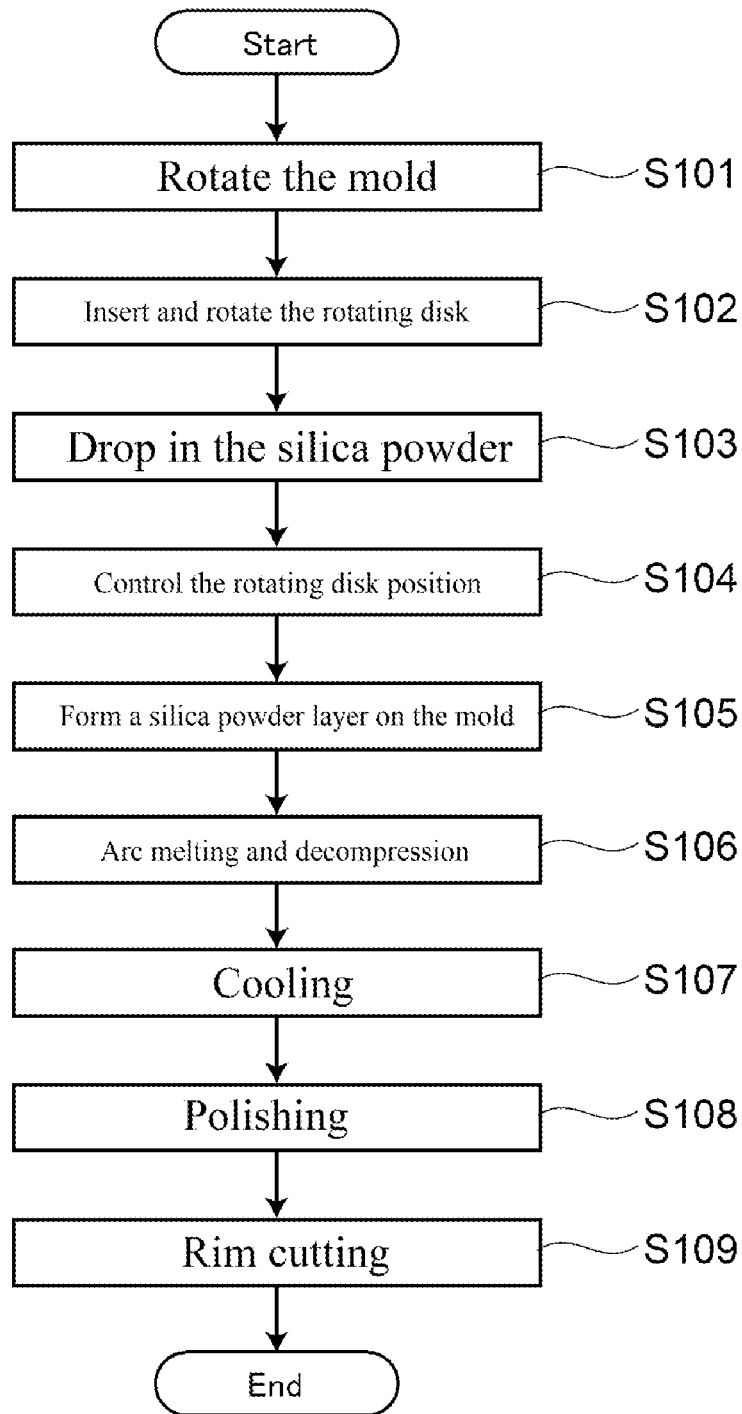 Start
Rotate the mold
S101
Insert and rotate the rotating disk
S102
Drop in the silica powder
S103
Control the rotating disk position
S104
Form a silica powder layer on the mold
S105
Arc melting and decompression
S106
Cooling
S107
Polishing
S108
Rim cutting
S109
End